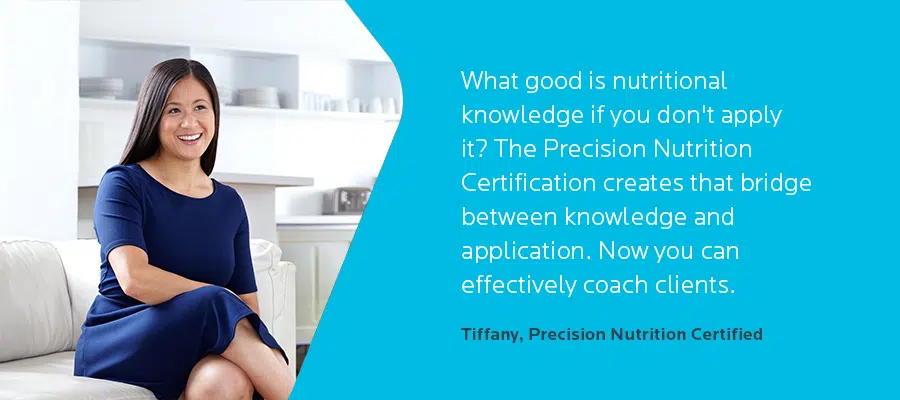 What good is nutritional
knowledge if you don't apply
it? The Precision Nutrition
Certification creates that bridge
between knowledge and
application. Now you can
effectively coach clients.
Tiffany, Precision Nutrition Certified